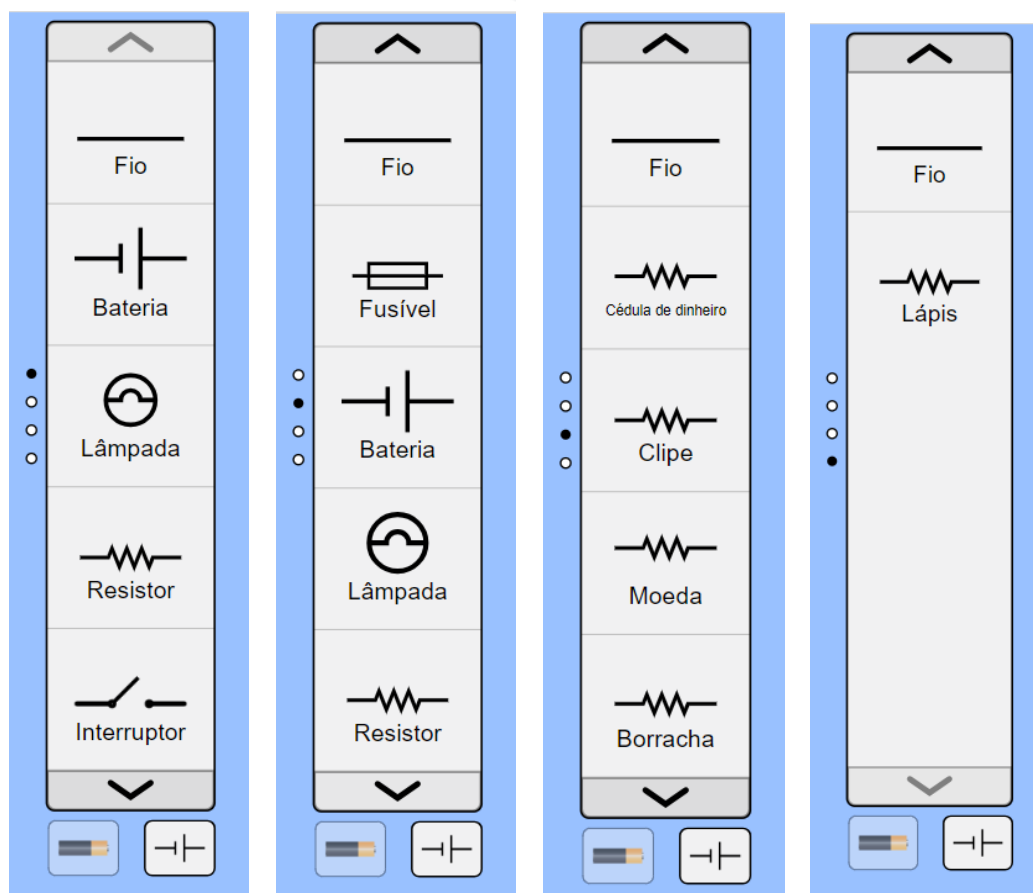 Fio
Bateria
Lâmpada
Resistor
Interruptor
Fio
Fusível
Bateria
Lâmpada
Resistor
Fio
Cédula de dinheiro
Clipe
Moeda
Borracha
Fio
Lápis